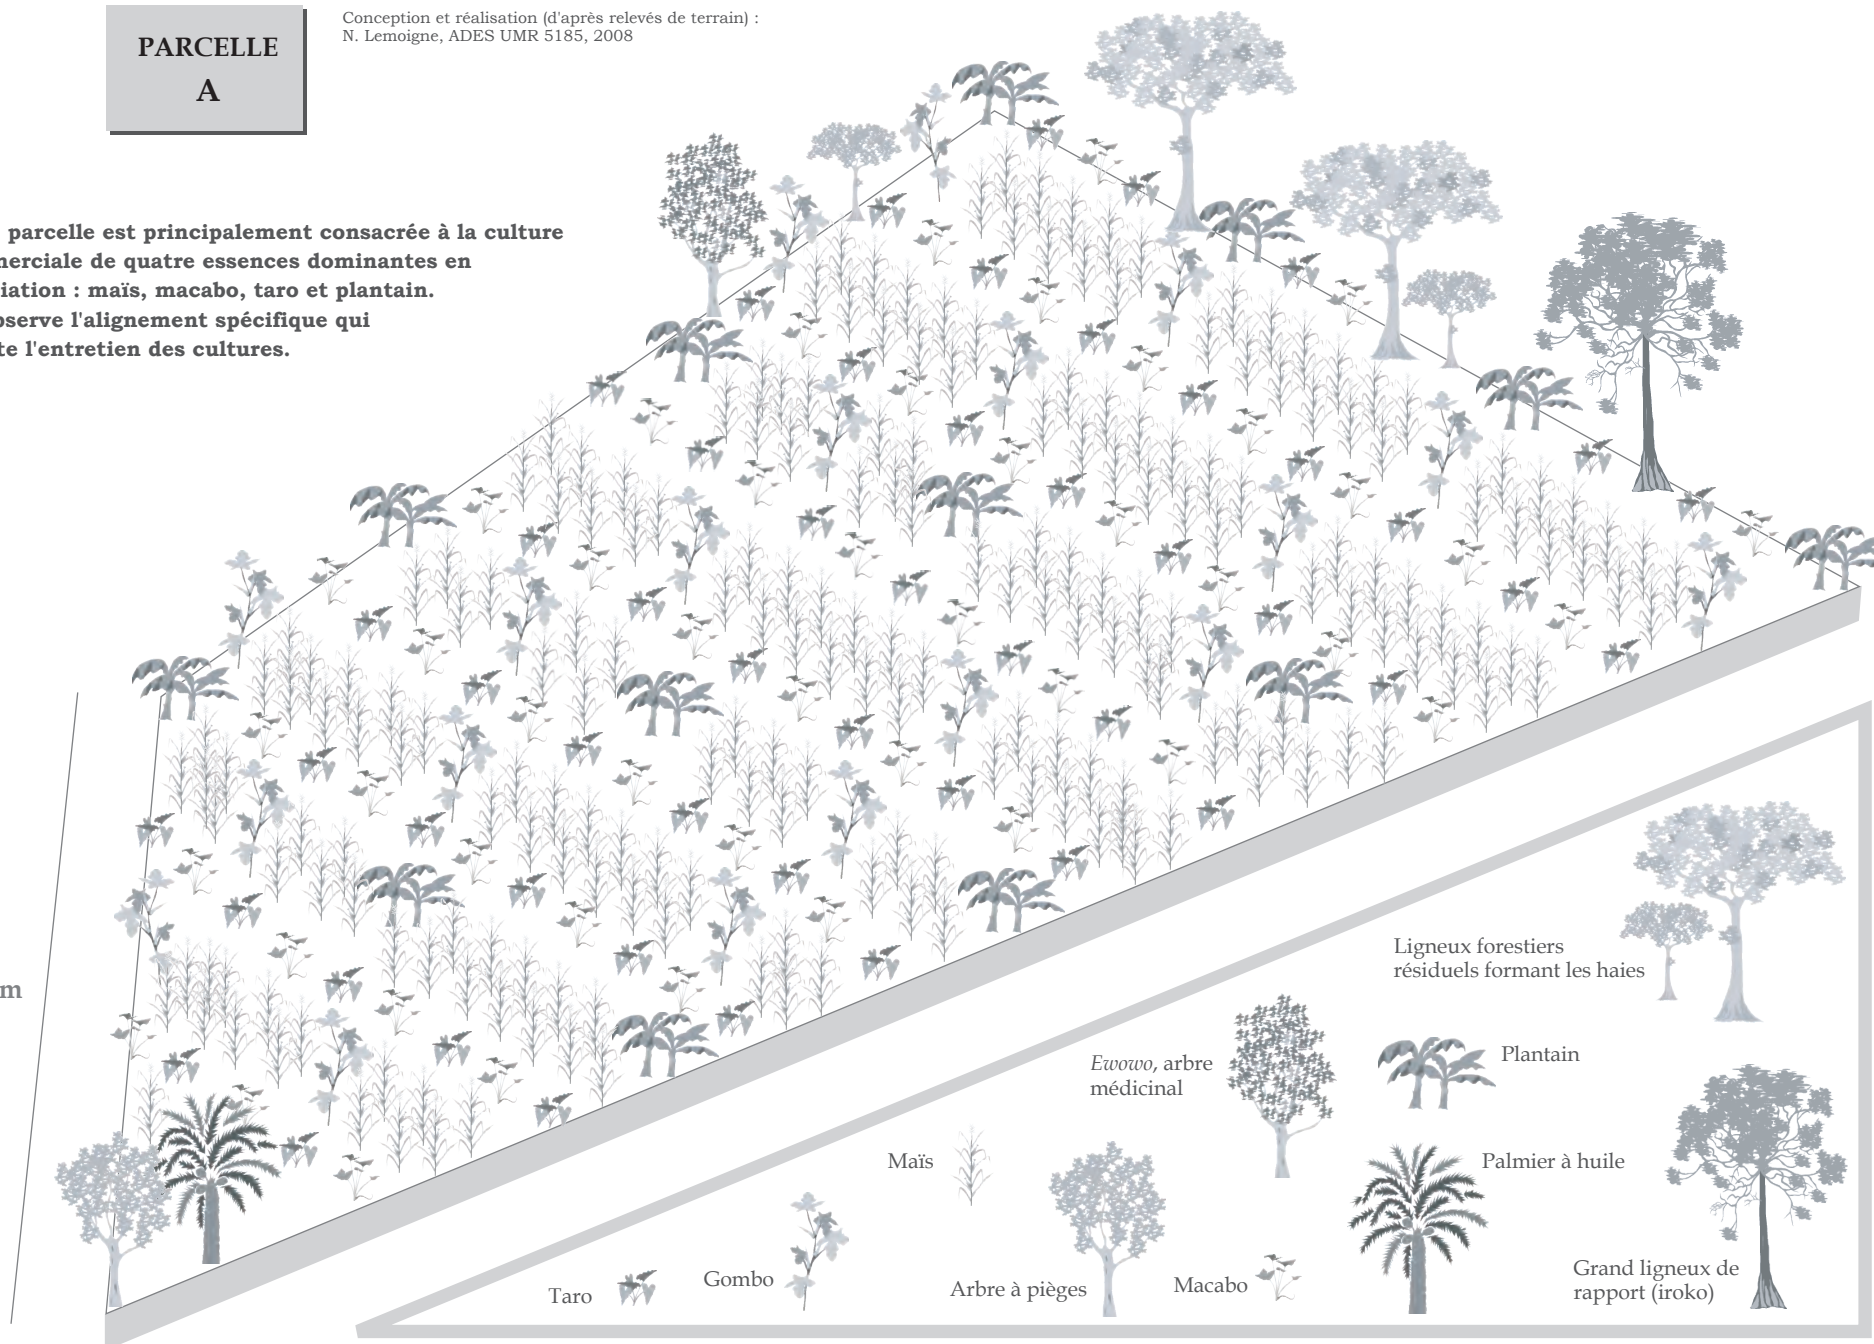 PARCELLE
A
Conception et réalisation (d'après relevés de terrain) :
N. Lemoigne, ADES UMR 5185, 2008
parcelle est principalement consacrée à la culture
merciale de quatre essences dominantes en
iation : maïs, macabo, taro et plantain.
bserve l'alignement spécifique qui
te l'entretien des cultures.
m
Ligneux forestiers
résiduels formant les haies
Ewowo, arbre
médicinal
Plantain
Maïs
Palmier à huile
Taro
Gombo
Arbre à pièges
Macabo
Grand ligneux de
rapport (iroko)